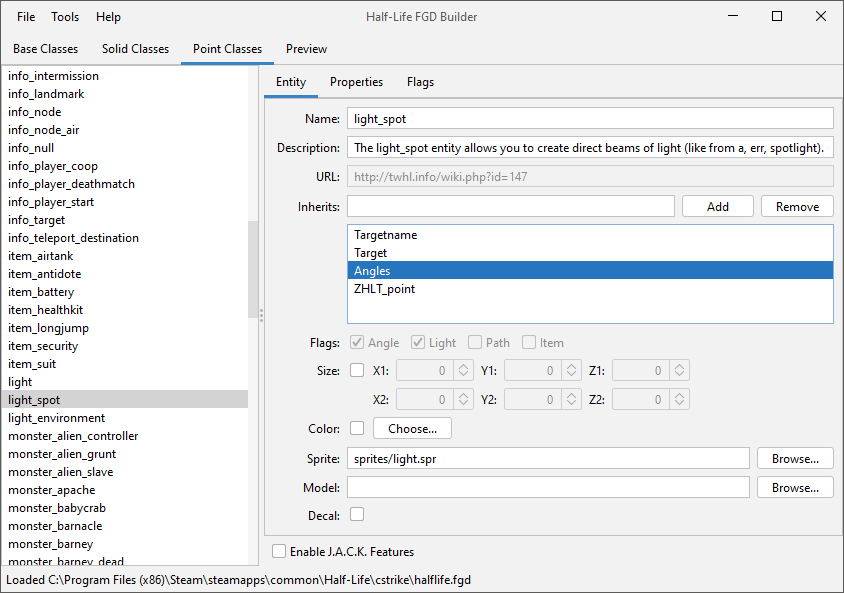 File Tools Help Half-Life FGD Builder
Base Classes Solid Classes Point Classes Preview
info_intermission
info_landmark
info_node
info_node_air
info_null
info_player_coop
info_player_deathmatch
info_player_start
info_target
info_teleport_destination
item_airtank
item_antidote
item_battery
item_healthkit
item_longjump
item_security
item_suit
light
light_spot
light_environment
monster_alien_controller
monster_alien_grunt
monster_alien_slave
monster_apache
monster_babycrab
monster_barnacle
monster_barney
monster_barney_dead
Entity Properties Flags
Name: light_spot
Description: The light_spot entity allows you to create direct beams of light (like from a, err, spotlight).
URL: http://twhl.info/wiki.php?id=147
Inherits: Add Remove
Targetname
Target
Angles
ZHLT_point
Flags: Angle Light Path Item
Size: X1: 0 Y1: 0 Z1: 0
X2: 0 Y2: 0 Z2: 0
Color: Choose...
Sprite: sprites/light.spr Browse...
Model: Browse...
Decal:
Enable J.A.C.K. Features
Loaded C:\Program Files (x86)\Steam\steamapps\common\Half-Life\cstrike\halflife.fgd